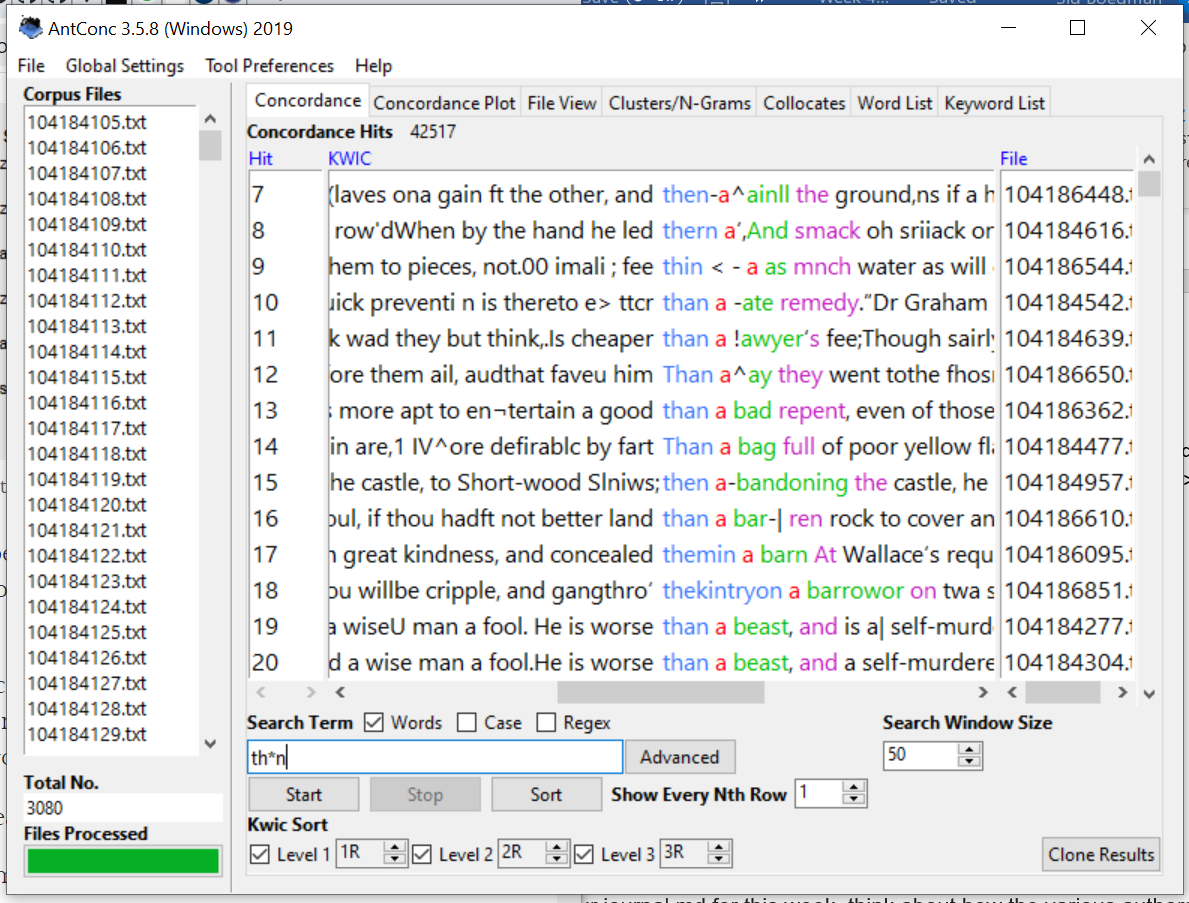 AntConc 3.5.8 (Windows) 2019
File Global Settings Tool Preferences Help
Corpus Files
104184105.txt
104184106.txt
104184107.txt
104184108.txt
104184109.txt
104184110.txt
104184111.txt
104184112.txt
104184113.txt
104184114.txt
104184115.txt
104184116.txt
104184117.txt
104184118.txt
104184119.txt
104184120.txt
104184121.txt
104184122.txt
104184123.txt
104184124.txt
104184125.txt
104184126.txt
104184127.txt
104184128.txt
104184129.txt
Total No.
3080
Files Processed
Concordance Concordance Plot File View Clusters/N-Grams Collocates Word List Keyword List
Concordance Hits 42517
Hit KWIC File
7 (laves ona gain ft the other, and then-a^ainll the ground,ns if a h 104186448.t
8 row'dWhen by the hand he led thern a',And smack oh sriiack or 104184616.t
9 hem to pieces, not.00 imali ; fee thin < - a as mnch water as will 104186544.t
10 uick preventi n is thereto e> ttcr than a -ate remedy."Dr Graham 104184542.t
11 k wad they but think,.Is cheaper than a !awyer's fee;Though sairly 104184639.t
12 ore them ail, audthat faveu him Than a^ay they went tothe fhosr 104186650.t
13 s more apt to en¬tertain a good than a bad repent, even of those 104186362.t
14 in are,1 IV^ore defirablc by fart Than a bag full of poor yellow fla 104184477.t
15 he castle, to Short-wood Slniws; then a-bandoning the castle, he 104184957.t
16 oul, if thou hadft not better land than a bar-| ren rock to cover an 104186610.t
17 n great kindness, and concealed themin a barn At Wallace's requ 104186095.t
18 ou willbe cripple, and gangthro' thekintryon a barrowor on twa s 104186851.t
19 a wiseU man a fool. He is worse than a beast, and is a| self-murd 104184277.t
20 d a wise man a fool.He is worse than a beast, and a self-murdere 104184304.t
Search Term Words Case Regex
th*n
Advanced
Search Window Size
50
Start Stop Sort Show Every Nth Row 1
Kwic Sort
Level 1 1R Level 2 2R Level 3 3R
Clone Results